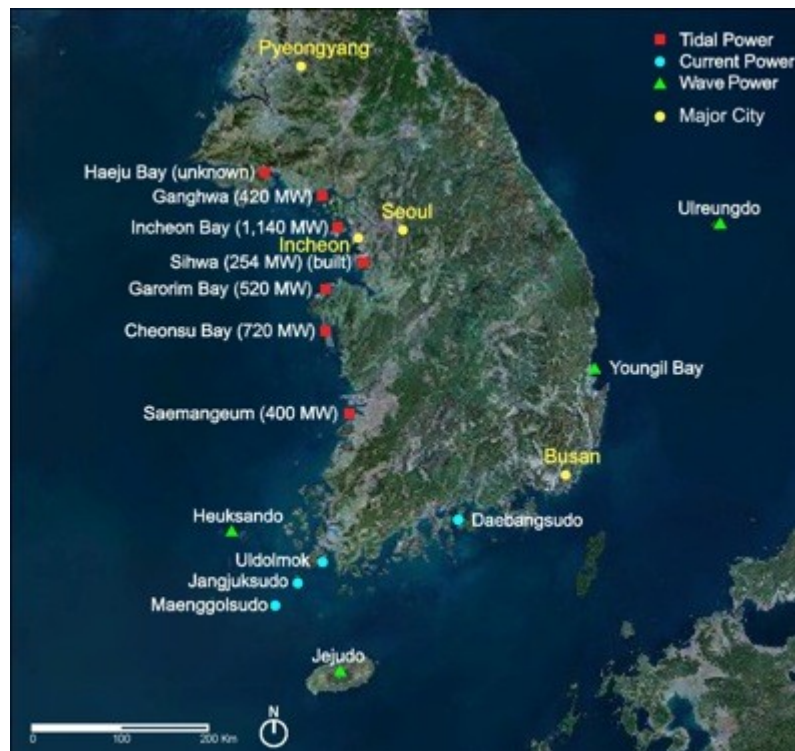 Pyeongyang
Tidal Power
Current Power
Wave Power
Major City
Haeju Bay (unknown)
Ganghwa (420 MW)
Ulreungdo
Seoul
Incheon Bay (1,140 MW)
Incheon
Sihwa (254 MW) (built)
Garorim Bay (520 MW)
Cheonsu Bay (720 MW)
Youngil Bay
Saemangeum (400 MW)
Busan
Heuksando
Daebangsudo
Uldolmok
Jangjuksudo
Maenggolsudo
Jejudo
N
0 100 200 Km